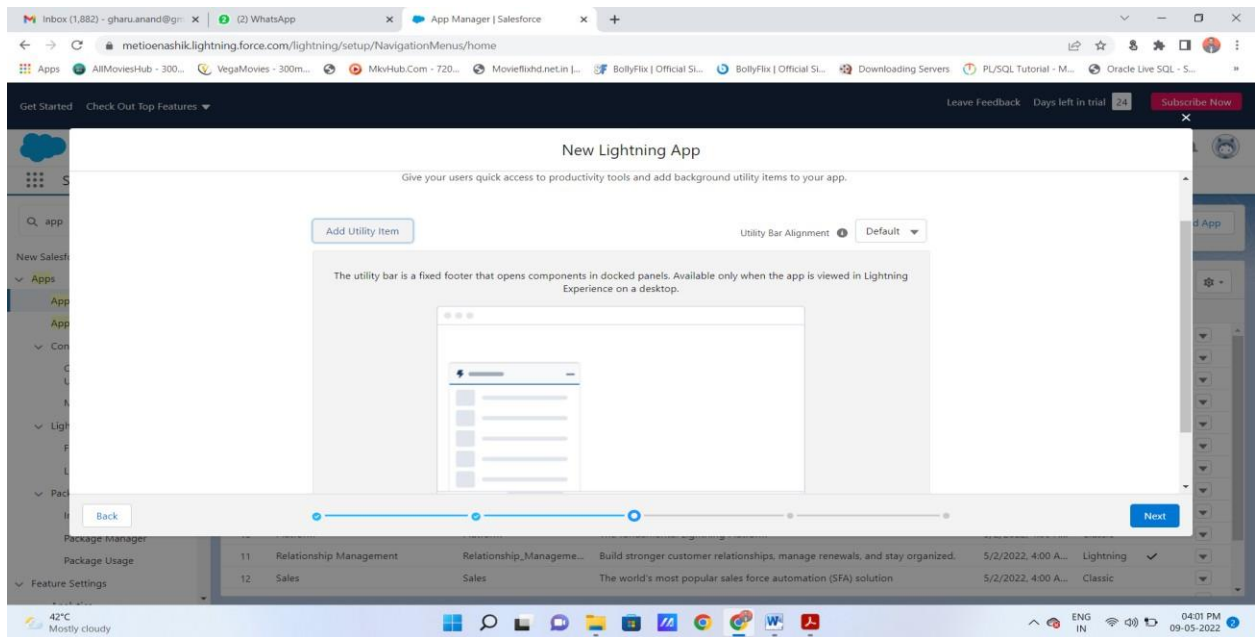 Inbox (1,882) - gharu.anand@gm
(2) WhatsApp
App Manager | Salesforce
metioenashik.lightning.force.com/lightning/setup/NavigationMenus/home
Apps AllMoviesHub - 300... VegaMovies - 300m... MkvHub.Com - 720... Movieflixhd.net.in |... BollyFlix | Official Si... BollyFlix | Official Si... Downloading Servers PL/SQL Tutorial - M... Oracle Live SQL - S...
Get Started Check Out Top Features Leave Feedback Days left in trial 24 Subscribe Now
New Lightning App
Give your users quick access to productivity tools and add background utility items to your app.
app
Add Utility Item Utility Bar Alignment Default
d App
New Salesf
The utility bar is a fixed footer that opens components in docked panels. Available only when the app is viewed in Lightning
Experience on a desktop.
Apps
App
App
Con
Ligh
Pack
Back Next
Package Manager
Package Usage
11 Relationship Management Relationship_Manageme... Build stronger customer relationships, manage renewals, and stay organized. 5/2/2022, 4:00 A... Lightning
12 Sales Sales The world's most popular sales force automation (SFA) solution 5/2/2022, 4:00 A... Classic
Feature Settings
42°C
Mostly cloudy
ENG
IN
04:01 PM
09-05-2022
2